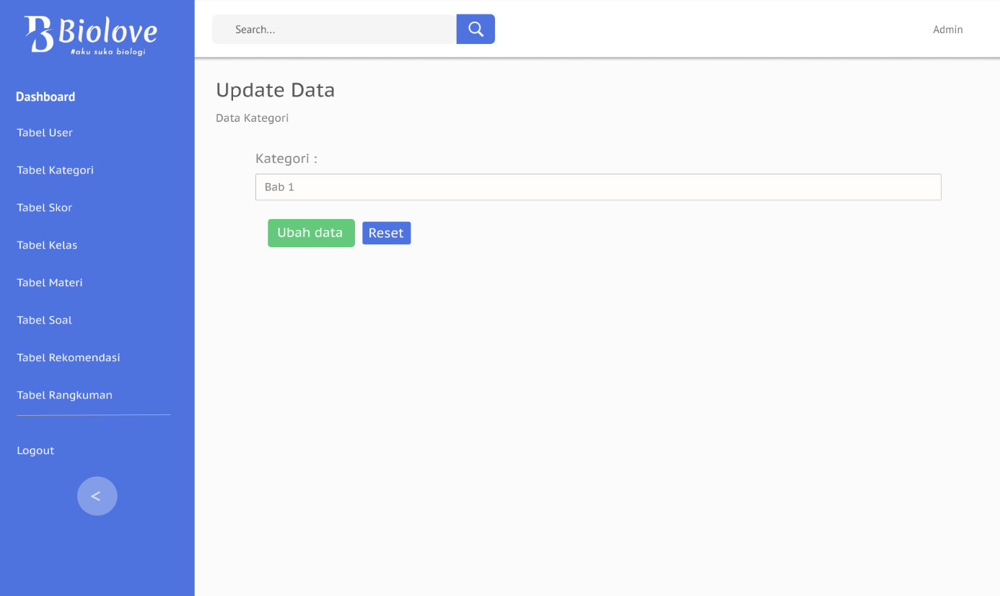 Biolove
#aku suka biologi
Dashboard
Tabel User
Tabel Kategori
Tabel Skor
Tabel Kelas
Tabel Materi
Tabel Soal
Tabel Rekomendasi
Tabel Rangkuman
Logout
<
Search...
Admin
Update Data
Data Kategori
Kategori :
Bab 1
Ubah data
Reset